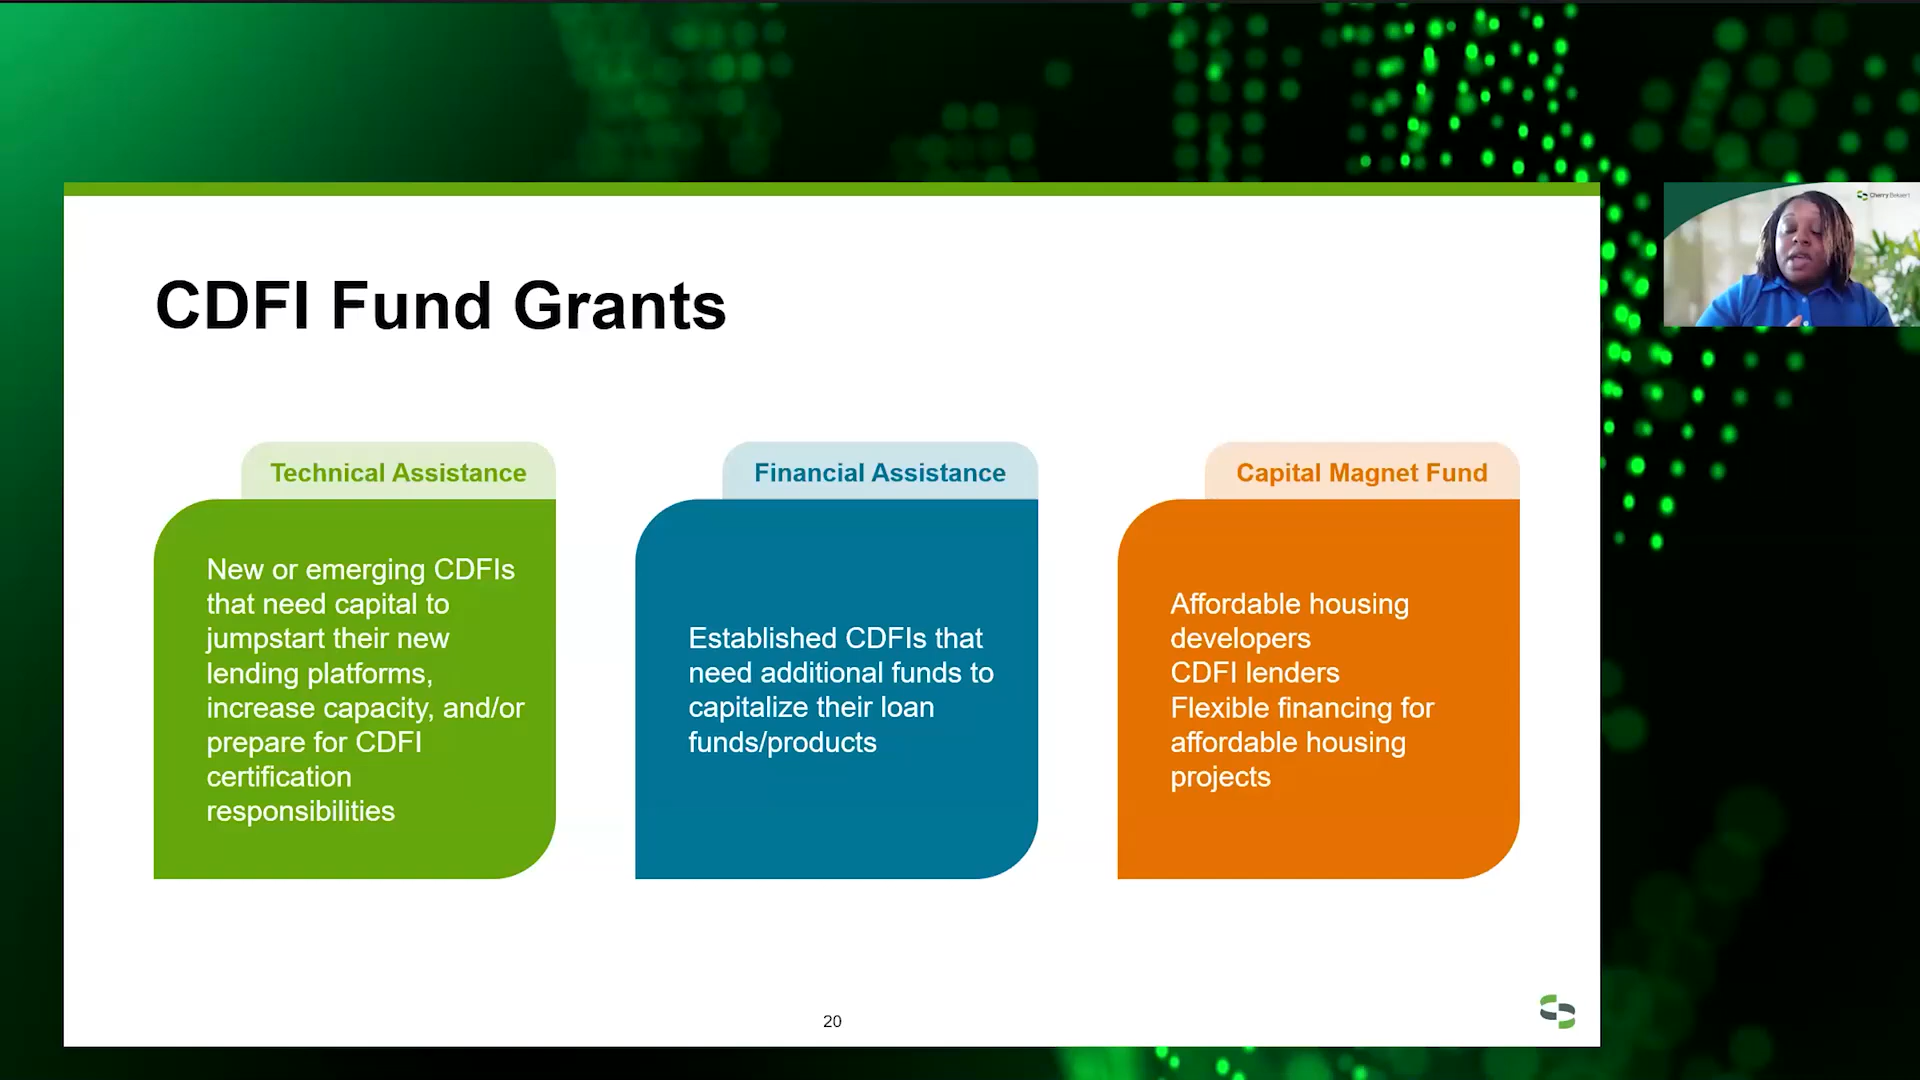 CherryBekaert
CDFI Fund Grants
Technical Assistance
New or emerging CDFIs
that need capital to
jumpstart their new
lending platforms,
increase capacity, and/or
prepare for CDFI
certification
responsibilities
Financial Assistance
Established CDFIs that
need additional funds to
capitalize their loan
funds/products
Capital Magnet Fund
Affordable housing
developers
CDFI lenders
Flexible financing for
affordable housing
projects
20